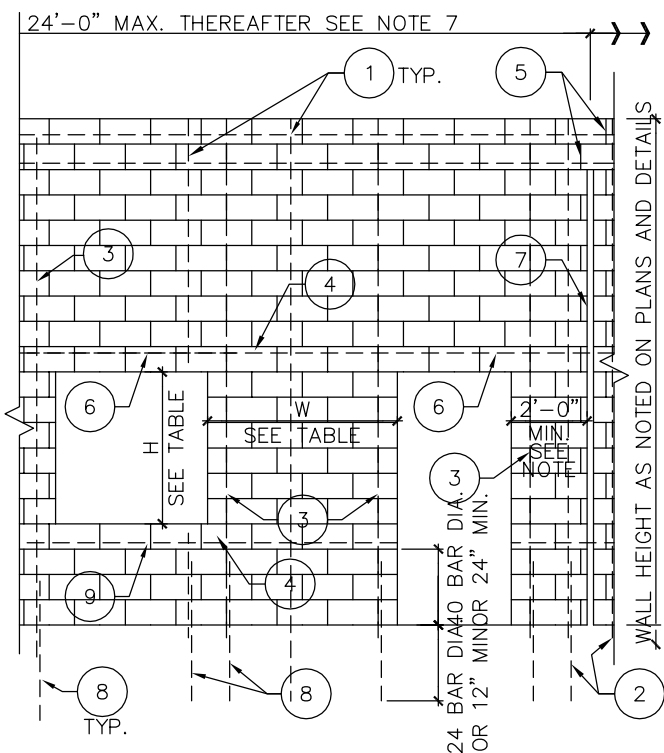 24'-0" MAX. THEREAFTER SEE NOTE 7
1 TYP.
5
3
4
7
6
6
H
SEE TABLE
W
SEE TABLE
2'-0"
MIN.
SEE
NOTE
3
3
4
9
40 BAR DIA.
OR 24" MIN.
24 BAR DIA.
OR 12" MIN.
8
TYP.
8
2
WALL HEIGHT AS NOTED ON PLANS AND DETAILS